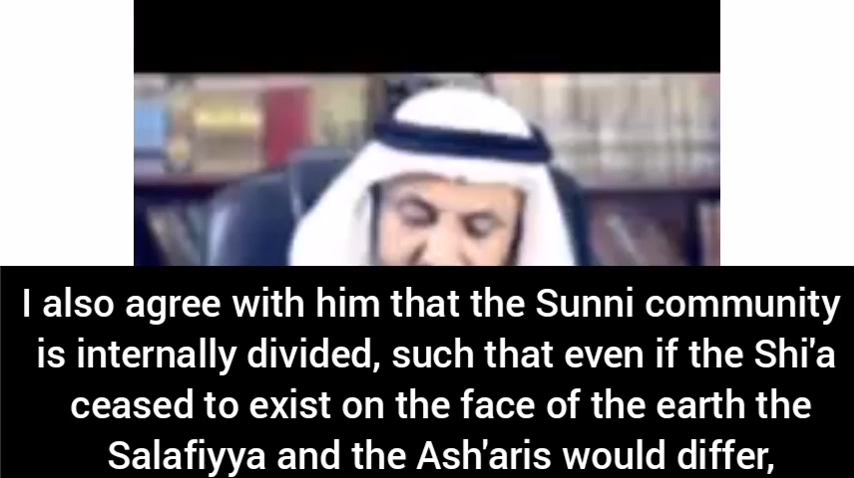 I also agree with him that the Sunni community
is internally divided, such that even if the Shi'a
ceased to exist on the face of the earth the
Salafiyya and the Ash'aris would differ,